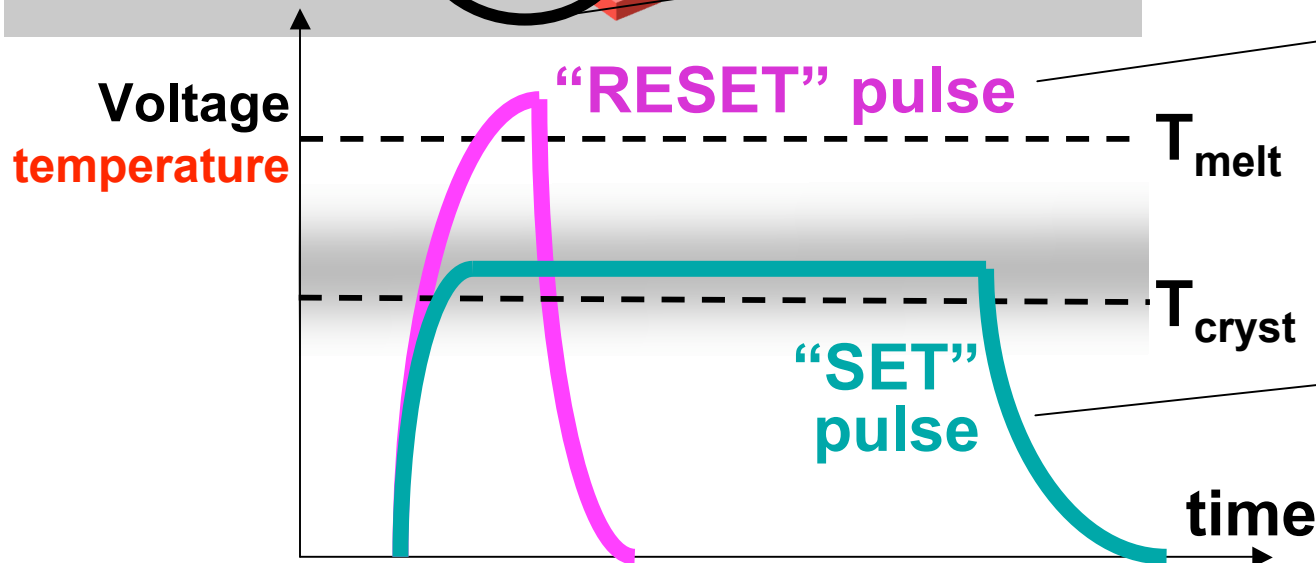 “RESET” pulse
Voltage
temperature
T_melt
T_cryst
“SET”
pulse
time